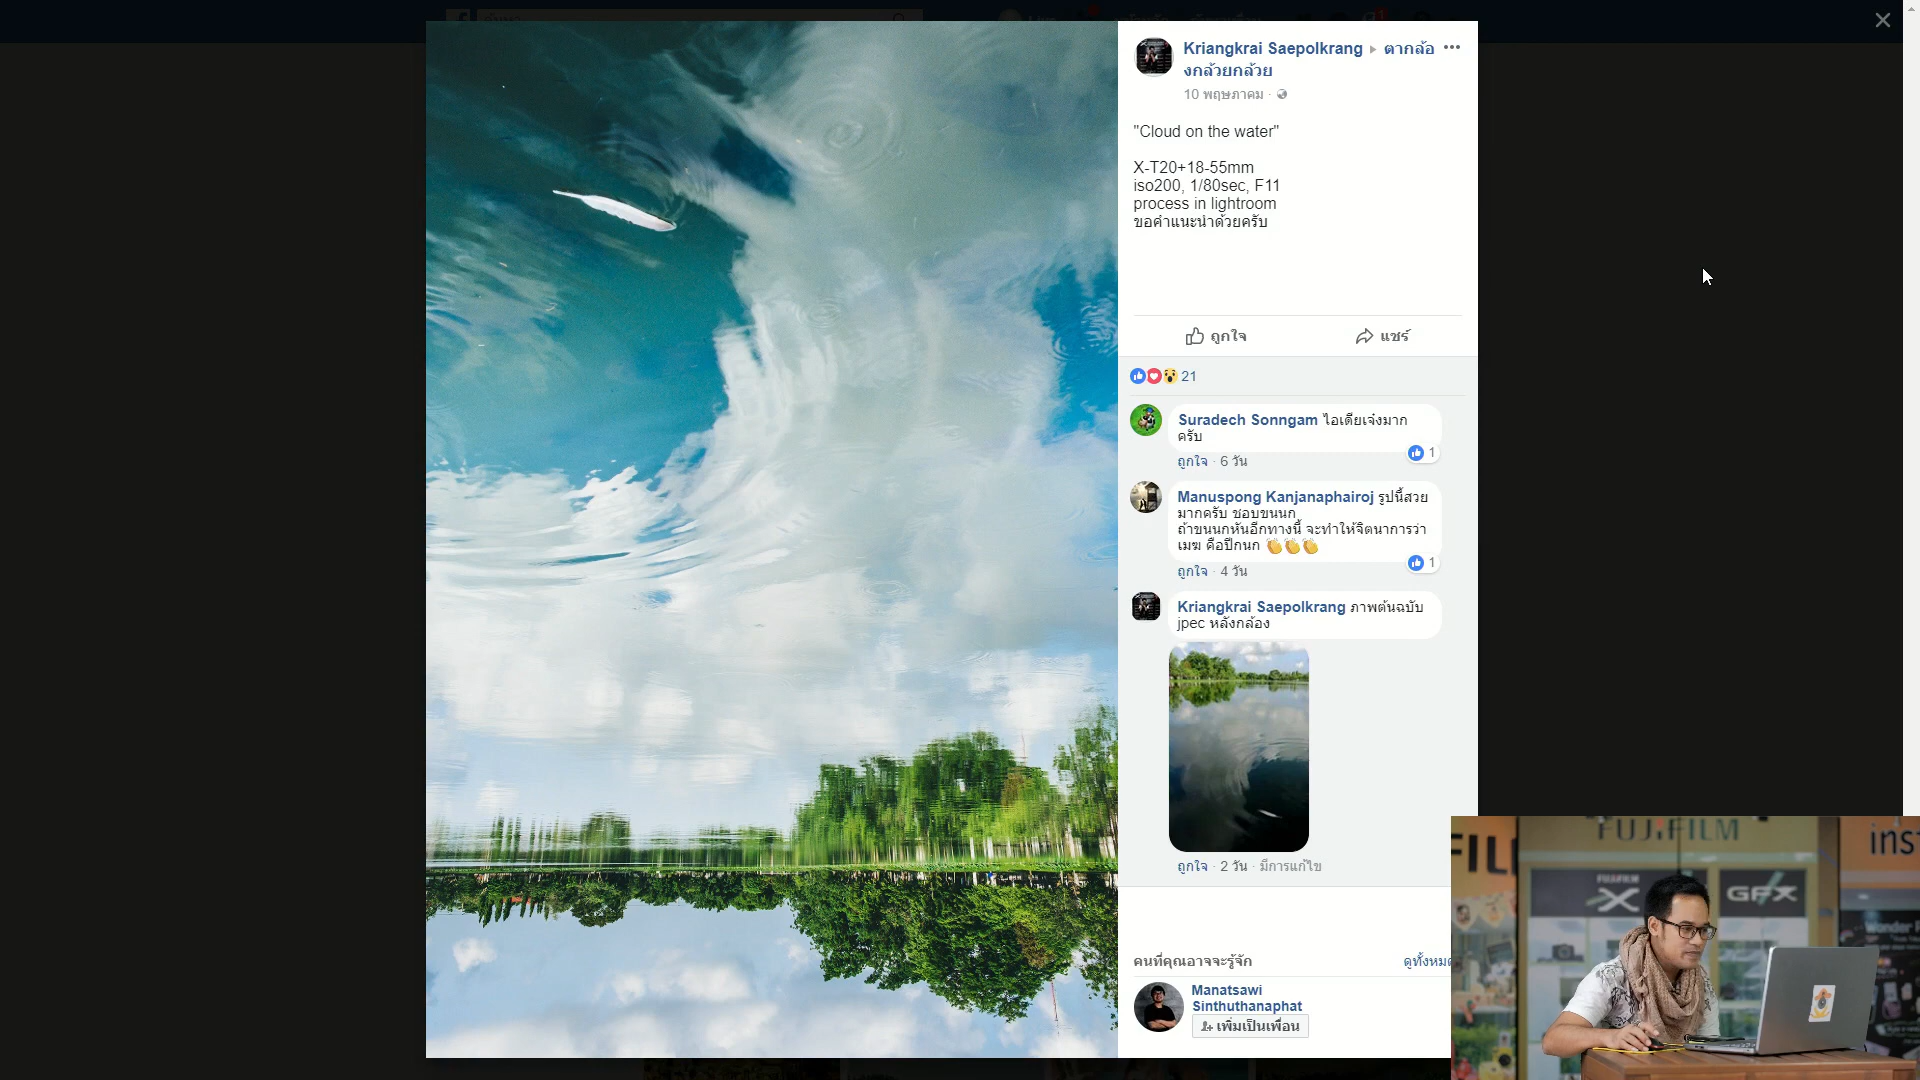 Kriangkrai Saepolkrang ▸ ตากล้อ
งกล้วยกล้วย
10 พฤษภาคม ·
"Cloud on the water"
X-T20+18-55mm
iso200, 1/80sec, F11
process in lightroom
ขอคำแนะนำด้วยครับ
ถูกใจ
แชร์
21
Suradech Sonngam ไอเดียเจ๋งมาก
ครับ
1
ถูกใจ · 6 วัน
Manuspong Kanjanaphairoj รูปนี้สวย
มากครับ ชอบขนนก
ถ้าขนนกหันอีกทางนี้ จะทำให้จิตนาการว่า
เมฆ คือปีกนก 👏👏👏
1
ถูกใจ · 4 วัน
Kriangkrai Saepolkrang ภาพต้นฉบับ
jpec หลังกล้อง
ถูกใจ · 2 วัน · มีการแก้ไข
คนที่คุณอาจจะรู้จัก
ดูทั้งหมด
Manatsawi
Sinthuthanaphat
เพิ่มเป็นเพื่อน
FUJIFILM
ins
FUJIFILM
X
GFX